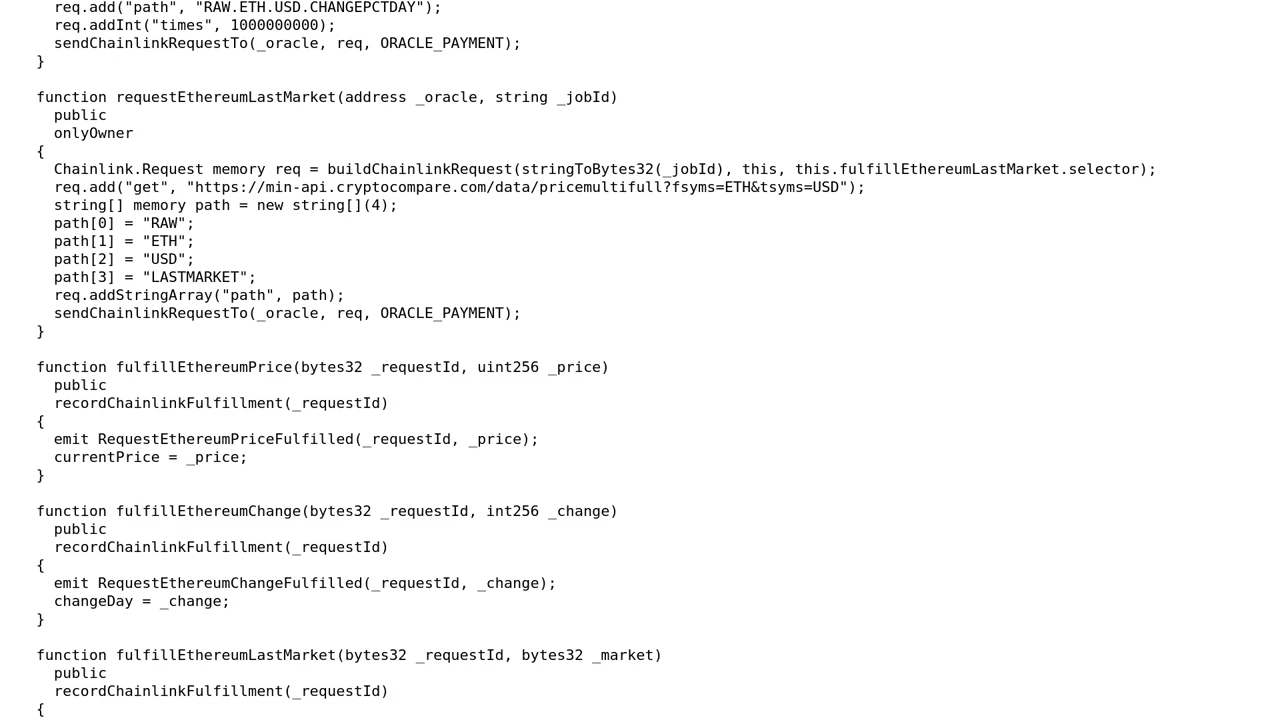 req.add("path", "RAW.ETH.USD.CHANGEPCTDAY");
req.addInt("times", 1000000000);
sendChainlinkRequestTo(_oracle, req, ORACLE_PAYMENT);
}
function requestEthereumLastMarket(address _oracle, string _jobId)
public
onlyOwner
{
Chainlink.Request memory req = buildChainlinkRequest(stringToBytes32(_jobId), this, this.fulfillEthereumLastMarket.selector);
req.add("get", "https://min-api.cryptocompare.com/data/pricemultifull?fsyms=ETH&tsyms=USD");
string[] memory path = new string[](4);
path[0] = "RAW";
path[1] = "ETH";
path[2] = "USD";
path[3] = "LASTMARKET";
req.addStringArray("path", path);
sendChainlinkRequestTo(_oracle, req, ORACLE_PAYMENT);
}
function fulfillEthereumPrice(bytes32 _requestId, uint256 _price)
public
recordChainlinkFulfillment(_requestId)
{
emit RequestEthereumPriceFulfilled(_requestId, _price);
currentPrice = _price;
}
function fulfillEthereumChange(bytes32 _requestId, int256 _change)
public
recordChainlinkFulfillment(_requestId)
{
emit RequestEthereumChangeFulfilled(_requestId, _change);
changeDay = _change;
}
function fulfillEthereumLastMarket(bytes32 _requestId, bytes32 _market)
public
recordChainlinkFulfillment(_requestId)
{